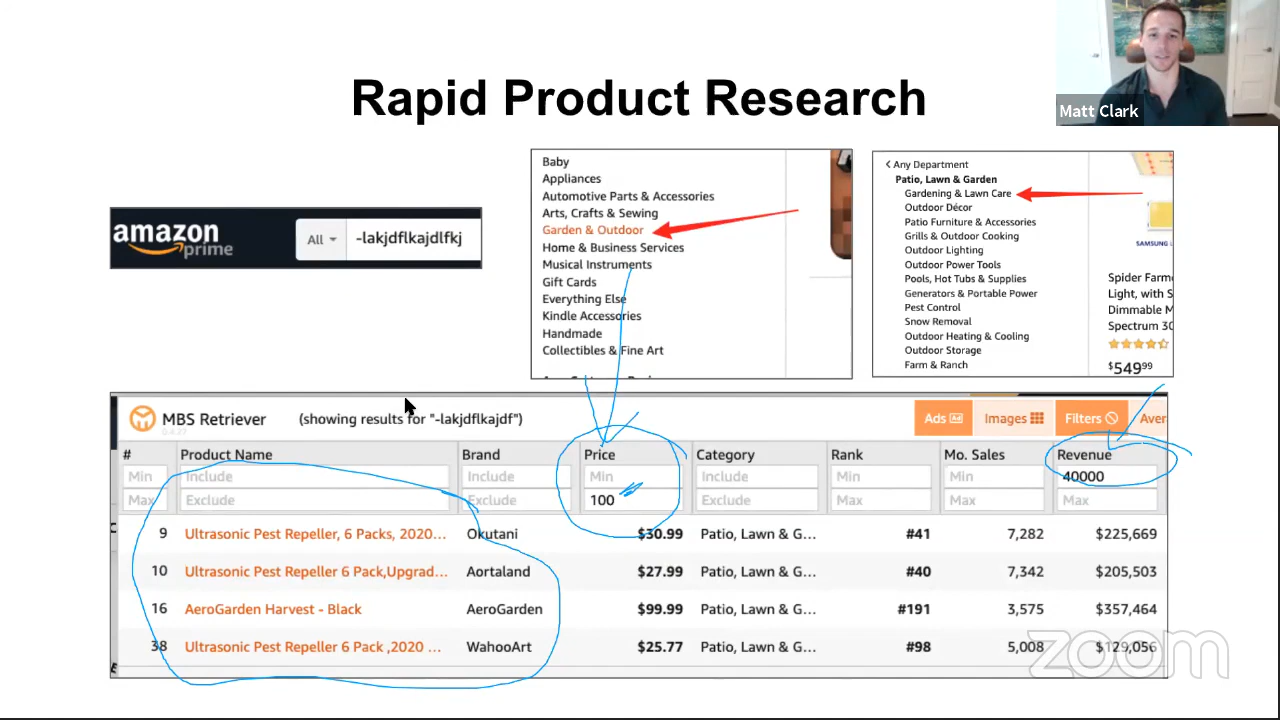 Rapid Product Research
Matt Clark
amazon
prime
All
-lakjdflkajdlfkj
Baby
Appliances
Automotive Parts & Accessories
Arts, Crafts & Sewing
Garden & Outdoor
Home & Business Services
Musical Instruments
Gift Cards
Everything Else
Kindle Accessories
Handmade
Collectibles & Fine Art
Any Department
Patio, Lawn & Garden
Gardening & Lawn Care
Outdoor Décor
Patio Furniture & Accessories
Grills & Outdoor Cooking
Outdoor Lighting
Outdoor Power Tools
Pools, Hot Tubs & Supplies
Generators & Portable Power
Pest Control
Snow Removal
Outdoor Heating & Cooling
Outdoor Storage
Farm & Ranch
SAMSUNG L
Spider Farme
Light, with S
Dimmable M
Spectrum 30
$549.99
MBS Retriever (showing results for "-lakjdflkajdf") Ads Ad Images Filters Aver
# Product Name Brand Price Category Rank Mo. Sales Revenue
Min Include Include Min Include Min Min 40000
Max Exclude Exclude 100 Exclude Max Max Max
9 Ultrasonic Pest Repeller, 6 Packs, 2020... Okutani $30.99 Patio, Lawn & G... #41 7,282 $225,669
10 Ultrasonic Pest Repeller 6 Pack,Upgrad... Aortaland $27.99 Patio, Lawn & G... #40 7,342 $205,503
16 AeroGarden Harvest - Black AeroGarden $99.99 Patio, Lawn & G... #191 3,575 $357,464
38 Ultrasonic Pest Repeller 6 Pack ,2020 ... WahooArt $25.77 Patio, Lawn & G... #98 5,008 $129,056
zoom